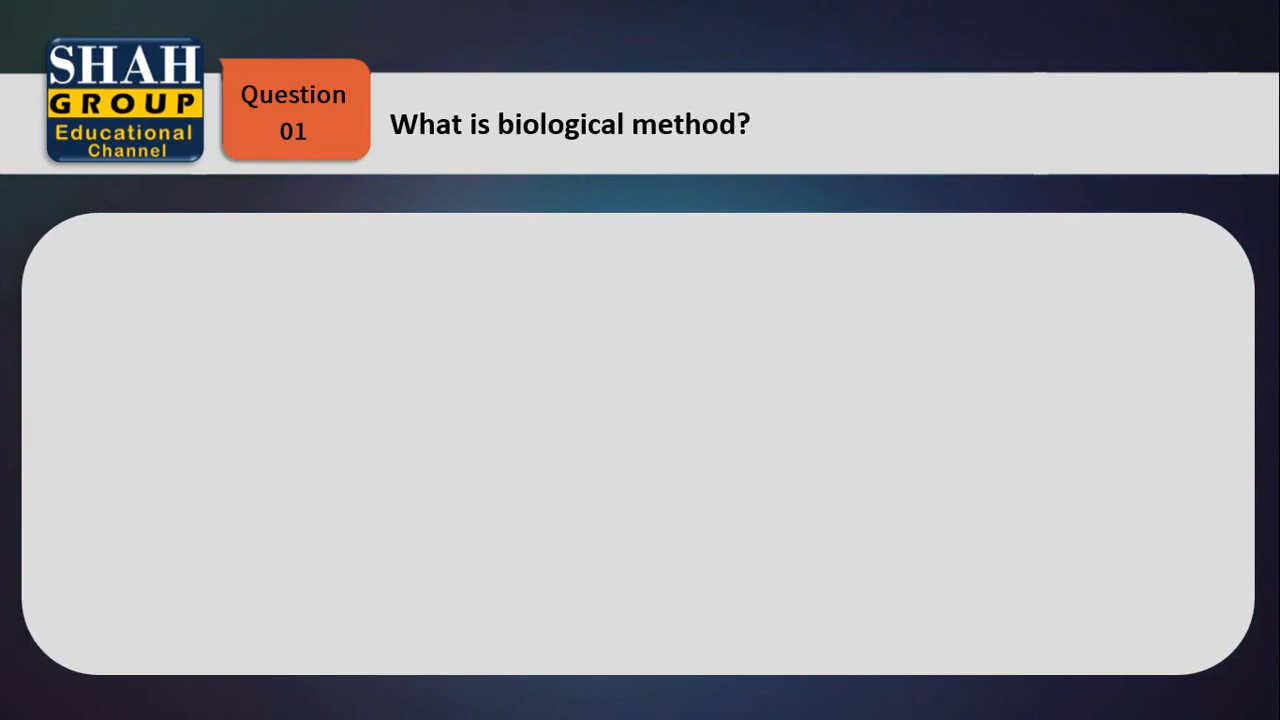 SHAH
GROUP
Educational
Channel
Question
01
What is biological method?